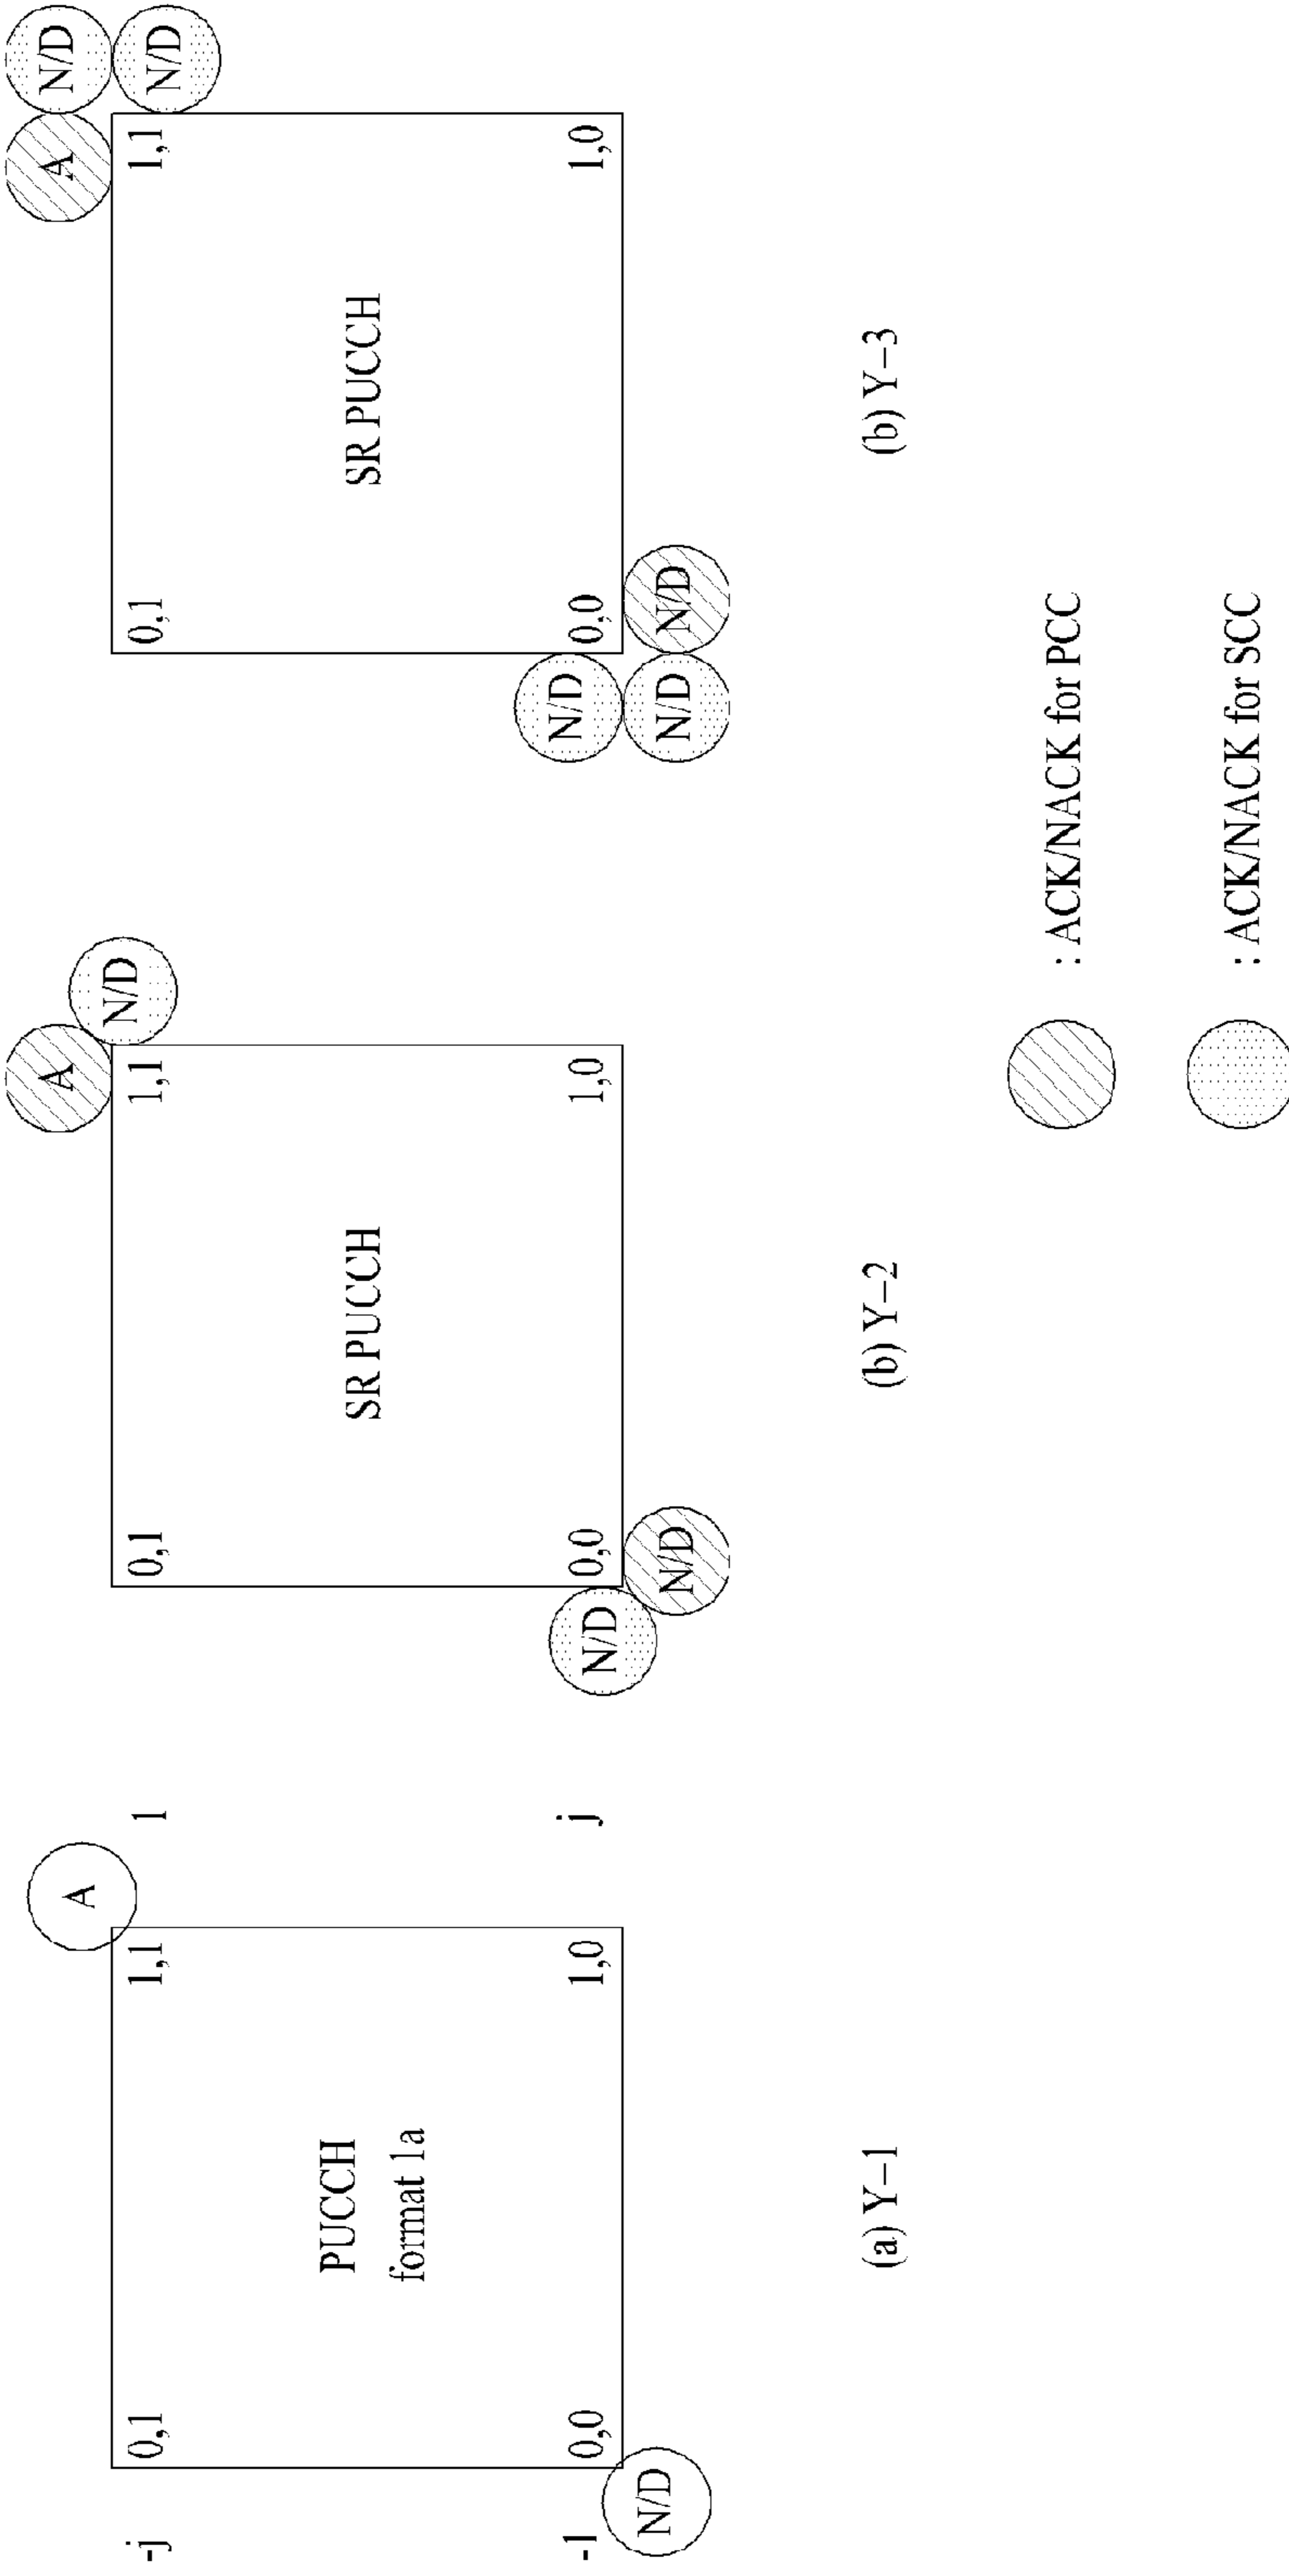 -j
0,1
1,1
A
1
PUCCH
format 1a
-1
0,0
1,0
j
N/D
(a) Y-1
0,1
1,1
A
N/D
SR PUCCH
0,0
1,0
N/D
N/D
(b) Y-2
0,1
1,1
A
N/D
N/D
SR PUCCH
0,0
1,0
N/D
N/D
N/D
(b) Y-3
: ACK/NACK for PCC
: ACK/NACK for SCC